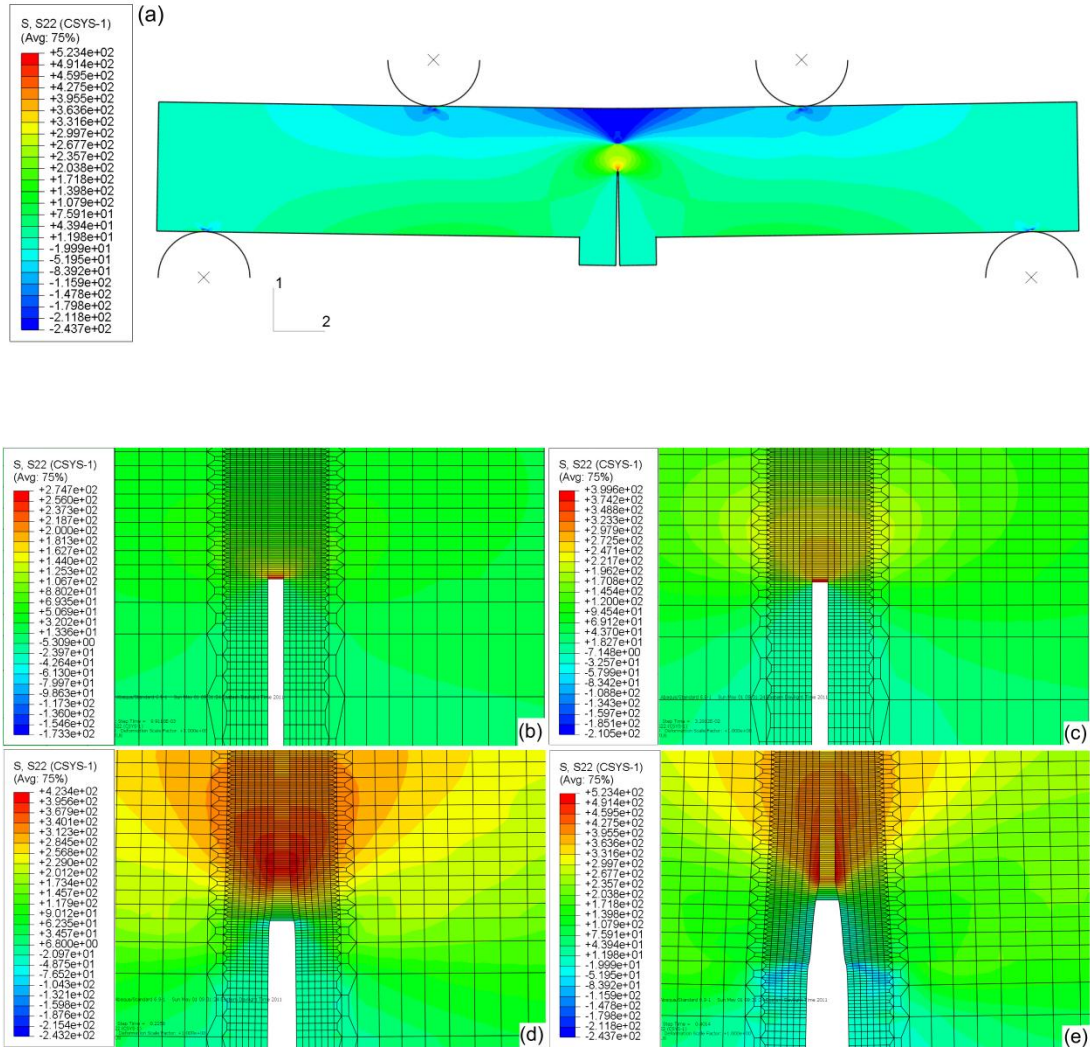 S, S22 (CSYS-1)
(Avg: 75%)
+5.234e+02
+4.914e+02
+4.595e+02
+4.275e+02
+3.955e+02
+3.636e+02
+3.316e+02
+2.997e+02
+2.677e+02
+2.357e+02
+2.038e+02
+1.718e+02
+1.398e+02
+1.079e+02
+7.591e+01
+4.394e+01
+1.198e+01
-1.999e+01
-5.195e+01
-8.392e+01
-1.159e+02
-1.478e+02
-1.798e+02
-2.118e+02
-2.437e+02
(a)
1
2
S, S22 (CSYS-1)
(Avg: 75%)
+2.747e+02
+2.560e+02
+2.373e+02
+2.187e+02
+2.000e+02
+1.813e+02
+1.627e+02
+1.440e+02
+1.253e+02
+1.067e+02
+8.802e+01
+6.935e+01
+5.069e+01
+3.202e+01
+1.336e+01
-5.309e+00
-2.397e+01
-4.264e+01
-6.130e+01
-7.997e+01
-9.863e+01
-1.173e+02
-1.360e+02
-1.546e+02
-1.733e+02
(b)
S, S22 (CSYS-1)
(Avg: 75%)
+3.996e+02
+3.742e+02
+3.488e+02
+3.233e+02
+2.979e+02
+2.725e+02
+2.471e+02
+2.217e+02
+1.962e+02
+1.708e+02
+1.454e+02
+1.200e+02
+9.454e+01
+6.912e+01
+4.370e+01
+1.827e+01
-7.148e+00
-3.257e+01
-5.799e+01
-8.342e+01
-1.088e+02
-1.343e+02
-1.597e+02
-1.851e+02
-2.105e+02
(c)
S, S22 (CSYS-1)
(Avg: 75%)
+4.234e+02
+3.956e+02
+3.679e+02
+3.401e+02
+3.123e+02
+2.845e+02
+2.568e+02
+2.290e+02
+2.012e+02
+1.734e+02
+1.457e+02
+1.179e+02
+9.012e+01
+6.235e+01
+3.457e+01
+6.800e+00
-2.097e+01
-4.875e+01
-7.652e+01
-1.043e+02
-1.321e+02
-1.598e+02
-1.876e+02
-2.154e+02
-2.432e+02
(d)
S, S22 (CSYS-1)
(Avg: 75%)
+5.234e+02
+4.914e+02
+4.595e+02
+4.275e+02
+3.955e+02
+3.636e+02
+3.316e+02
+2.997e+02
+2.677e+02
+2.357e+02
+2.038e+02
+1.718e+02
+1.398e+02
+1.079e+02
+7.591e+01
+4.394e+01
+1.198e+01
-1.999e+01
-5.195e+01
-8.392e+01
-1.159e+02
-1.478e+02
-1.798e+02
-2.118e+02
-2.437e+02
(e)